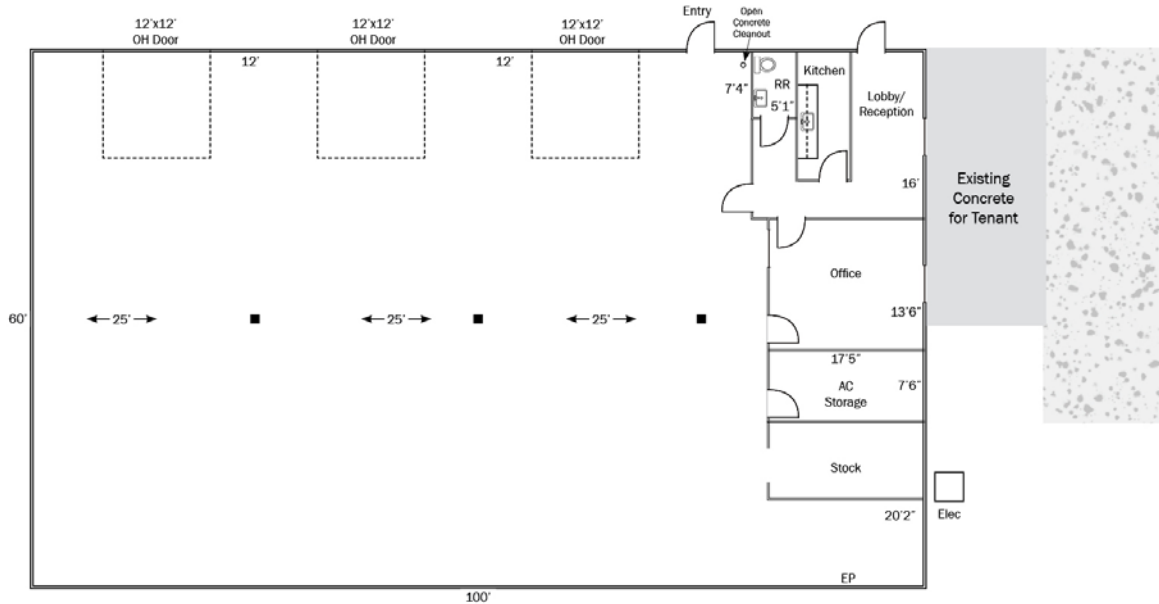 12'x12'
OH Door
12'x12'
OH Door
12'x12'
OH Door
Entry
Open
Concrete
Cleanout
12'
12'
7'4"
RR
5'1"
Kitchen
Lobby/
Reception
16'
Existing
Concrete
for Tenant
Office
60'
25'
25'
25'
13'6"
17'5"
7'6"
AC
Storage
Stock
20'2"
Elec
EP
100'